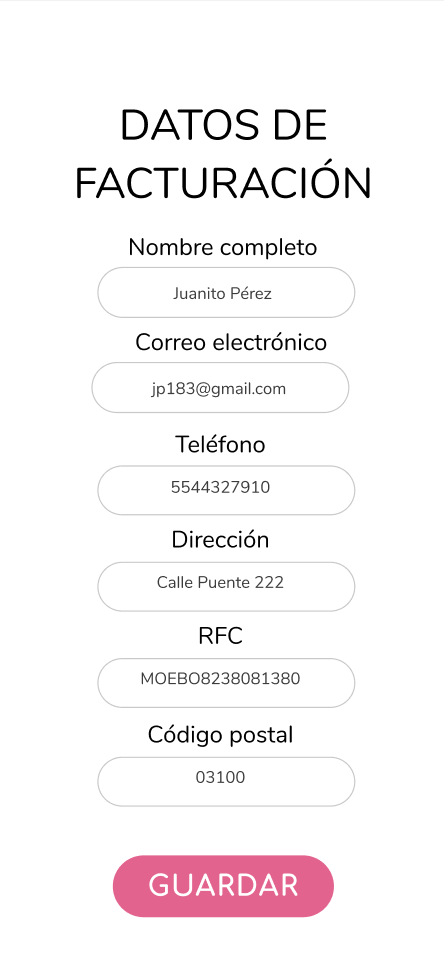 DATOS DE
FACTURACIÓN
Nombre completo
Juanito Pérez
Correo electrónico
jp183@gmail.com
Teléfono
5544327910
Dirección
Calle Puente 222
RFC
MOEBO8238081380
Código postal
03100
GUARDAR